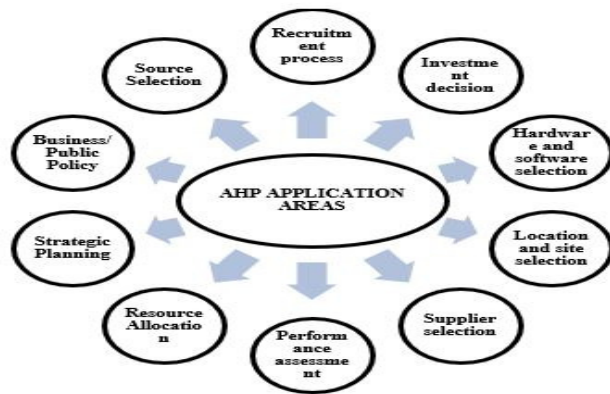 Recruitm
ent
process
Investme
nt
decision
Hardwar
e and
software
selection
Location
and site
selection
Supplier
selection
Perform
ance
assessme
nt
Resource
Allocatio
n
Strategic
Planning
Business/
Public
Policy
Source
Selection
AHP APPLICATION
AREAS